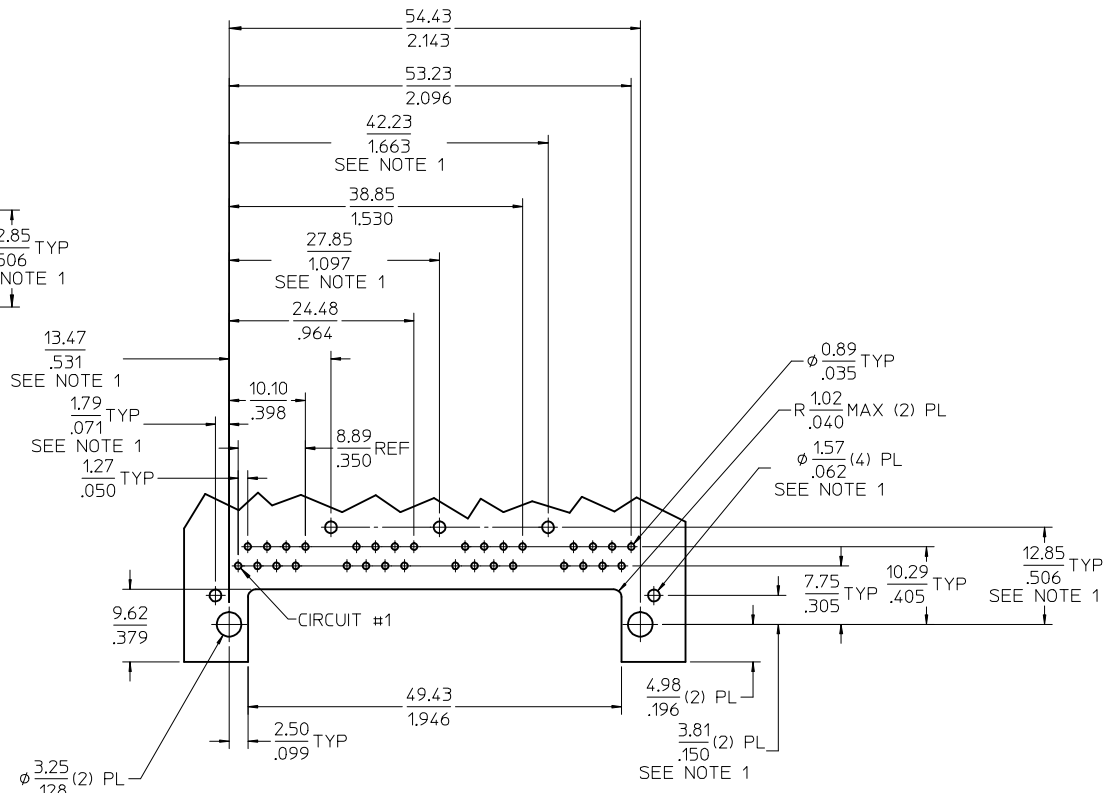 54.43
2.143
53.23
2.096
42.23
1.663
SEE NOTE 1
38.85
1.530
2.85 TYP
506
NOTE 1
27.85
1.097
SEE NOTE 1
24.48
.964
13.47
.531
SEE NOTE 1
10.10
.398
1.79 TYP
.071
SEE NOTE 1
8.89 REF
.350
1.27 TYP
.050
ø 0.89 TYP
.035
R 1.02 MAX (2) PL
.040
ø 1.57 (4) PL
.062
SEE NOTE 1
12.85 TYP
.506
SEE NOTE 1
10.29 TYP
.405
7.75 TYP
.305
9.62
.379
CIRCUIT #1
49.43
1.946
4.98 (2) PL
.196
2.50 TYP
.099
3.81 (2) PL
.150
SEE NOTE 1
ø 3.25 (2) PL
.128